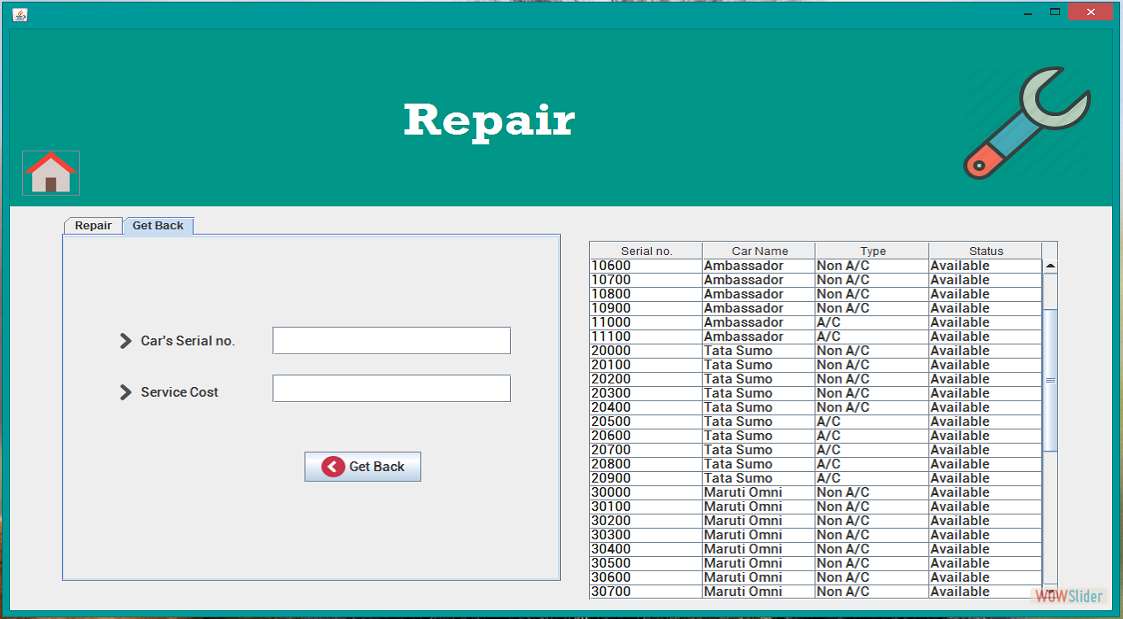 Repair
Repair Get Back
Car's Serial no.
Service Cost
Get Back
Serial no. Car Name Type Status
10600 Ambassador Non A/C Available
10700 Ambassador Non A/C Available
10800 Ambassador Non A/C Available
10900 Ambassador Non A/C Available
11000 Ambassador A/C Available
11100 Ambassador A/C Available
20000 Tata Sumo Non A/C Available
20100 Tata Sumo Non A/C Available
20200 Tata Sumo Non A/C Available
20300 Tata Sumo Non A/C Available
20400 Tata Sumo Non A/C Available
20500 Tata Sumo A/C Available
20600 Tata Sumo A/C Available
20700 Tata Sumo A/C Available
20800 Tata Sumo A/C Available
20900 Tata Sumo A/C Available
30000 Maruti Omni Non A/C Available
30100 Maruti Omni Non A/C Available
30200 Maruti Omni Non A/C Available
30300 Maruti Omni Non A/C Available
30400 Maruti Omni Non A/C Available
30500 Maruti Omni Non A/C Available
30600 Maruti Omni Non A/C Available
30700 Maruti Omni Non A/C Available
WOWSlider